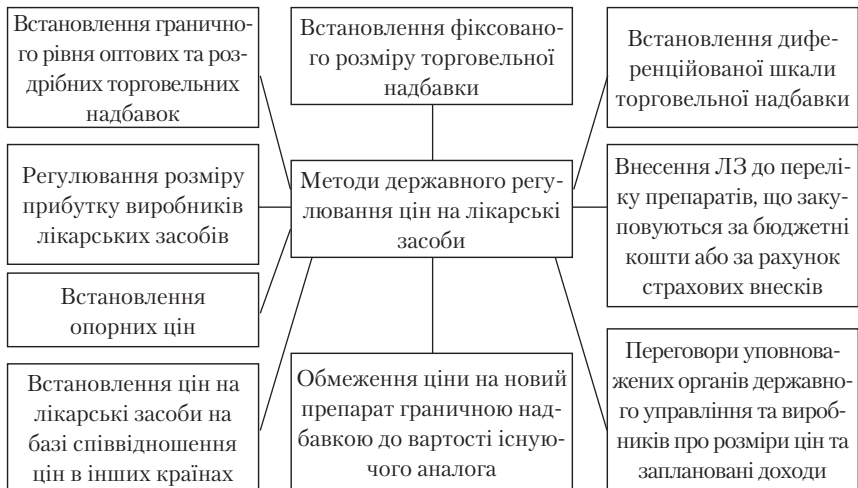 Встановлення гранично-
го рівня оптових та роз-
дрібних торговельних
надбавок
Встановлення фіксовано-
го розміру торговельної
надбавки
Встановлення дифе-
ренційованої шкали
торговельної надбавки
Регулювання розміру
прибутку виробників
лікарських засобів
Методи державного регу-
лювання цін на лікарські
засоби
Внесення ЛЗ до перелі-
ку препаратів, що заку-
повуються за бюджетні
кошти або за рахунок
страхових внесків
Встановлення
опорних цін
Встановлення цін на
лікарські засоби на
базі співвідношення
цін в інших країнах
Обмеження ціни на новий
препарат граничною над-
бавкою до вартості існую-
чого аналога
Переговори уповнова-
жених органів державно-
го управління та вироб-
ників про розміри цін та
заплановані доходи